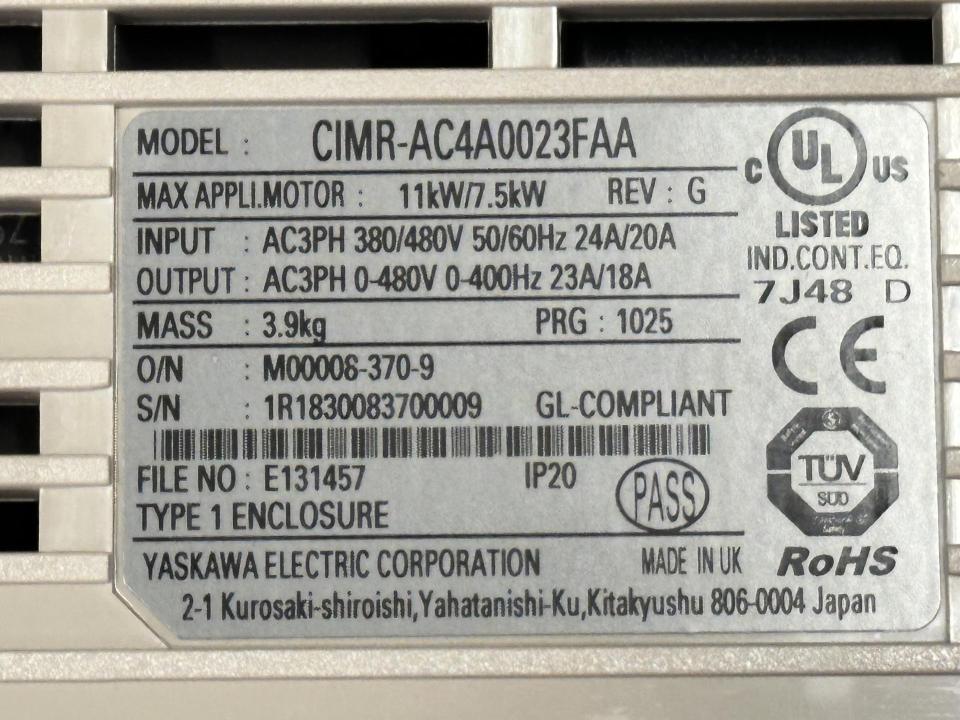 MODEL : CIMR-AC4A0023FAA
MAX APPLI.MOTOR : 11kW/7.5kW REV : G
INPUT : AC3PH 380/480V 50/60Hz 24A/20A
OUTPUT : AC3PH 0-480V 0-400Hz 23A/18A
MASS : 3.9kg PRG : 1025
O/N : M00006-370-9
S/N : 1R1830083700009 GL-COMPLIANT
FILE NO : E131457 IP20 PASS
TYPE 1 ENCLOSURE
YASKAWA ELECTRIC CORPORATION MADE IN UK
2-1 Kurosaki-shiroishi,Yahatanishi-Ku,Kitakyushu 806-0004 Japan
C UL US
LISTED
IND.CONT.EQ.
7J48 D
CE
TÜV
SÜD
RoHS